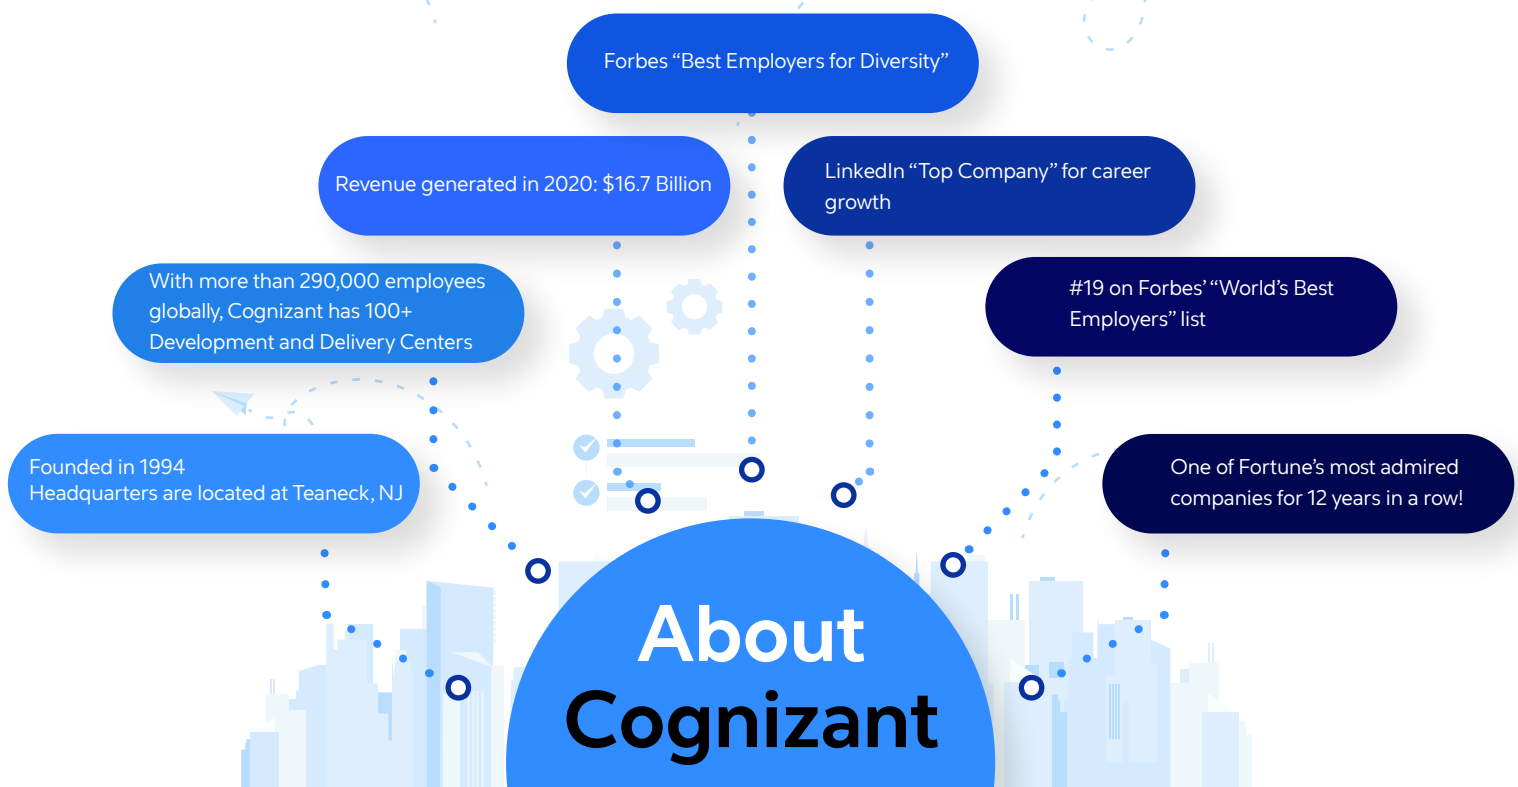 Forbes “Best Employers for Diversity”
Revenue generated in 2020: $16.7 Billion
LinkedIn “Top Company” for career
growth
With more than 290,000 employees
globally, Cognizant has 100+
Development and Delivery Centers
#19 on Forbes’ “World’s Best
Employers” list
Founded in 1994
Headquarters are located at Teaneck, NJ
One of Fortune’s most admired
companies for 12 years in a row!
About
Cognizant